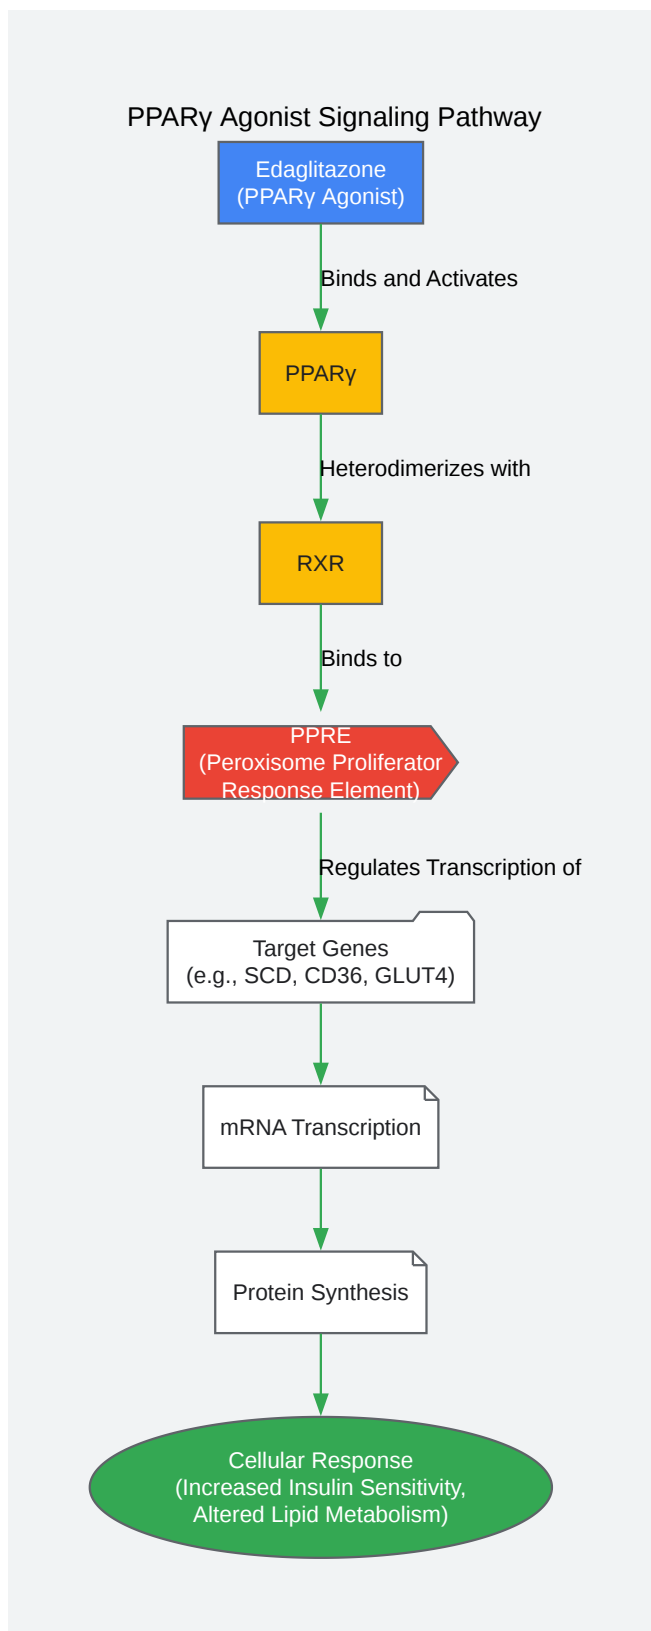 PPARγ Agonist Signaling Pathway
Edaglitazone
(PPARγ Agonist)
Binds and Activates
PPARγ
Heterodimerizes with
RXR
Binds to
PPRE
(Peroxisome Proliferator
Response Element)
Regulates Transcription of
Target Genes
(e.g., SCD, CD36, GLUT4)
mRNA Transcription
Protein Synthesis
Cellular Response
(Increased Insulin Sensitivity,
Altered Lipid Metabolism)